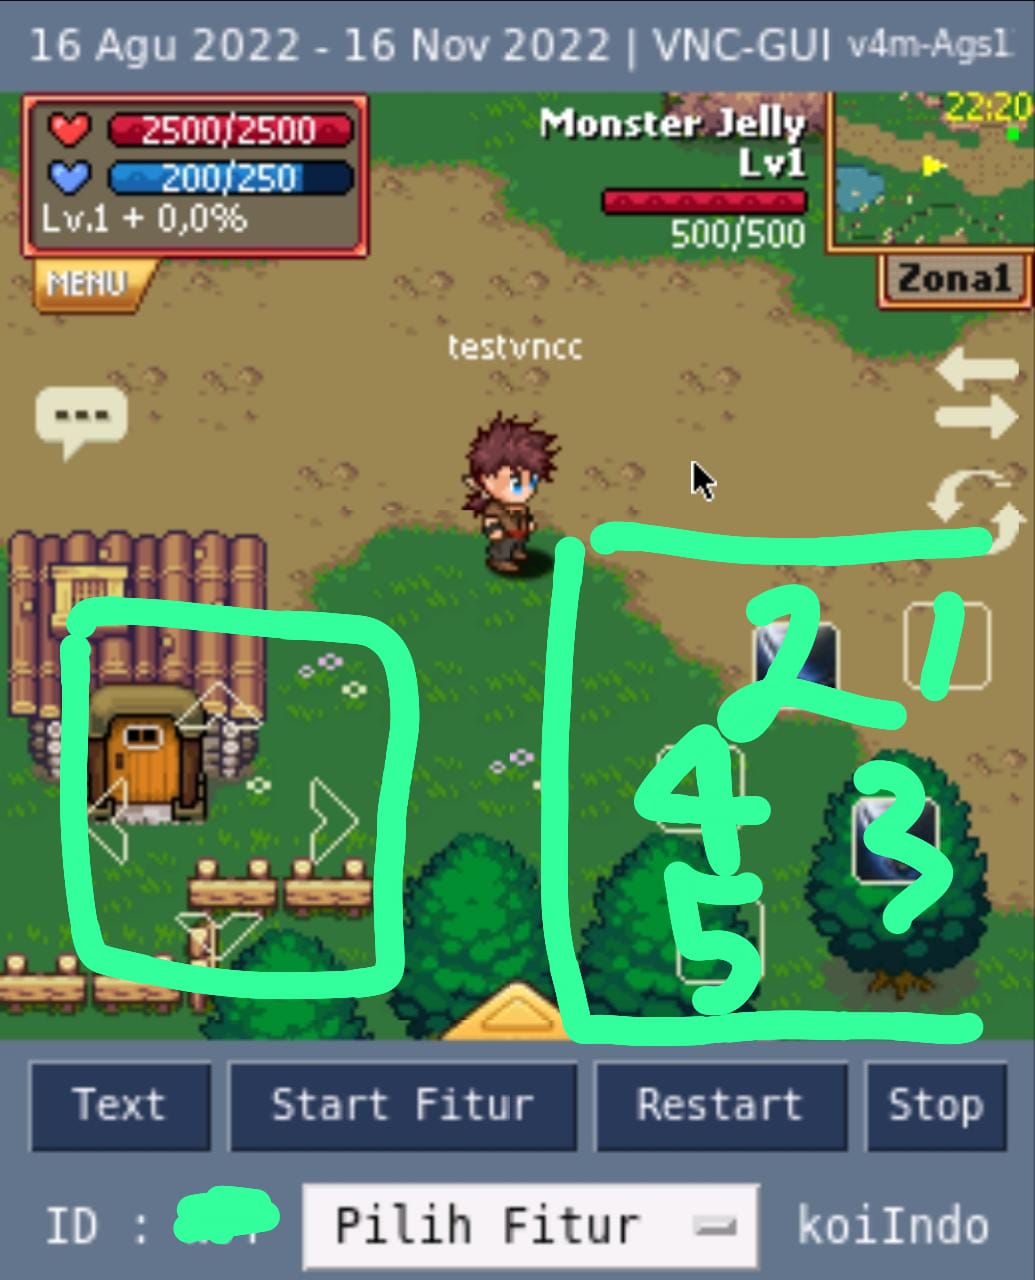 16 Agu 2022 - 16 Nov 2022 | VNC-GUI v4m-Ags1
2500/2500
200/250
Lv.1 + 0,0%
MENU
Monster Jelly
Lv1
500/500
22:20
Zona1
testvncc
2 1
4 3
5
Text Start Fitur Restart Stop
ID : Pilih Fitur koiIndo